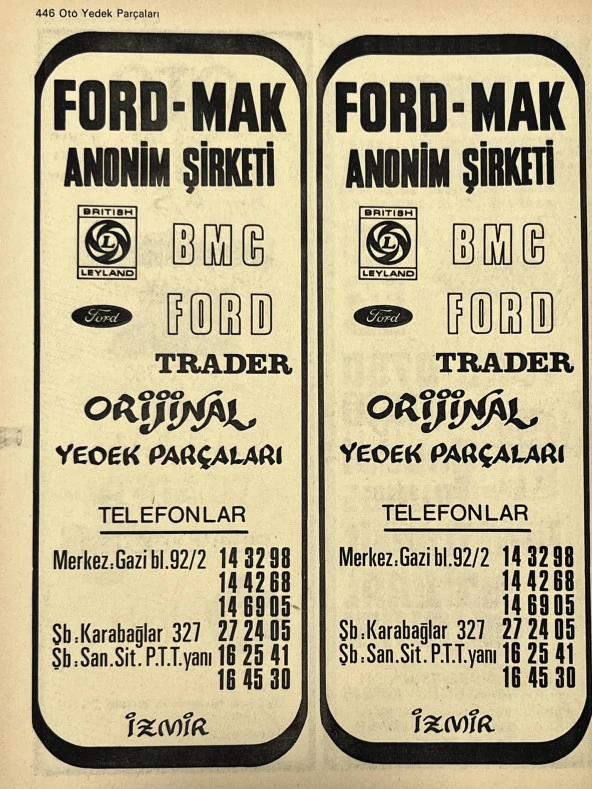 446 Oto Yedek Parçaları
FORD-MAK
ANONİM ŞİRKETİ
BRITISH
L
LEYLAND
BMC
Ford
FORD
TRADER
ORİJİNAL
YEDEK PARÇALARI
TELEFONLAR
Merkez:Gazi bl.92/2 14 32 98
14 42 68
14 69 05
Şb:Karabağlar 327 27 24 05
Şb:San.Sit. P.T.T.yanı 16 25 41
16 45 30
İZMİR
FORD-MAK
ANONİM ŞİRKETİ
BRITISH
L
LEYLAND
BMC
Ford
FORD
TRADER
ORİJİNAL
YEDEK PARÇALARI
TELEFONLAR
Merkez:Gazi bl.92/2 14 32 98
14 42 68
14 69 05
Şb:Karabağlar 327 27 24 05
Şb:San.Sit. P.T.T.yanı 16 25 41
16 45 30
İZMİR